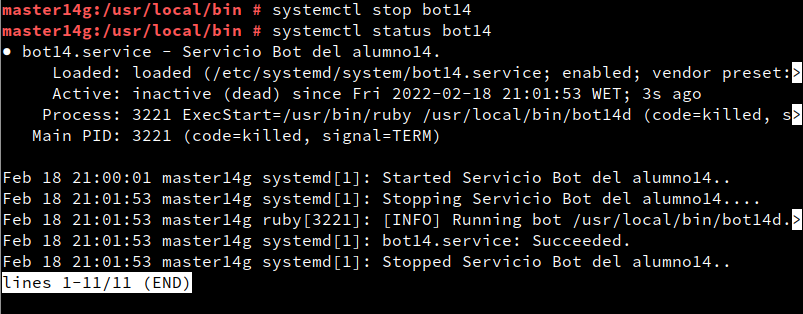 master14g:/usr/local/bin # systemctl stop bot14
master14g:/usr/local/bin # systemctl status bot14
● bot14.service - Servicio Bot del alumno14.
     Loaded: loaded (/etc/systemd/system/bot14.service; enabled; vendor preset:>
     Active: inactive (dead) since Fri 2022-02-18 21:01:53 WET; 3s ago
    Process: 3221 ExecStart=/usr/bin/ruby /usr/local/bin/bot14d (code=killed, s>
   Main PID: 3221 (code=killed, signal=TERM)

Feb 18 21:00:01 master14g systemd[1]: Started Servicio Bot del alumno14..
Feb 18 21:01:53 master14g systemd[1]: Stopping Servicio Bot del alumno14....
Feb 18 21:01:53 master14g ruby[3221]: [INFO] Running bot /usr/local/bin/bot14d.>
Feb 18 21:01:53 master14g systemd[1]: bot14.service: Succeeded.
Feb 18 21:01:53 master14g systemd[1]: Stopped Servicio Bot del alumno14..
lines 1-11/11 (END)